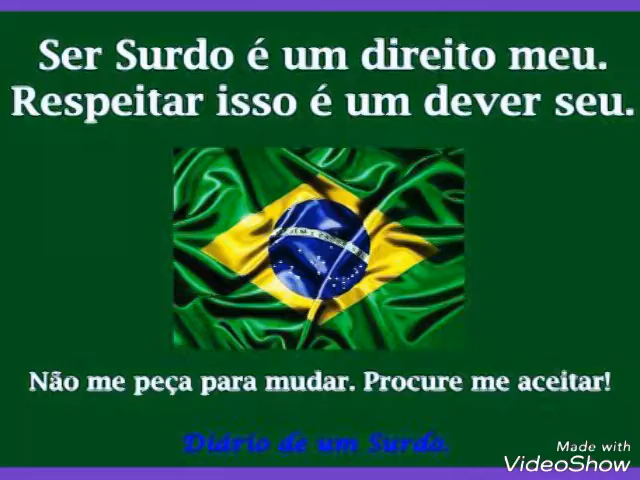 Ser Surdo é um direito meu.
Respeitar isso é um dever seu.
Não me peça para mudar. Procure me aceitar!
Diário de um Surdo.
Made with
VideoShow